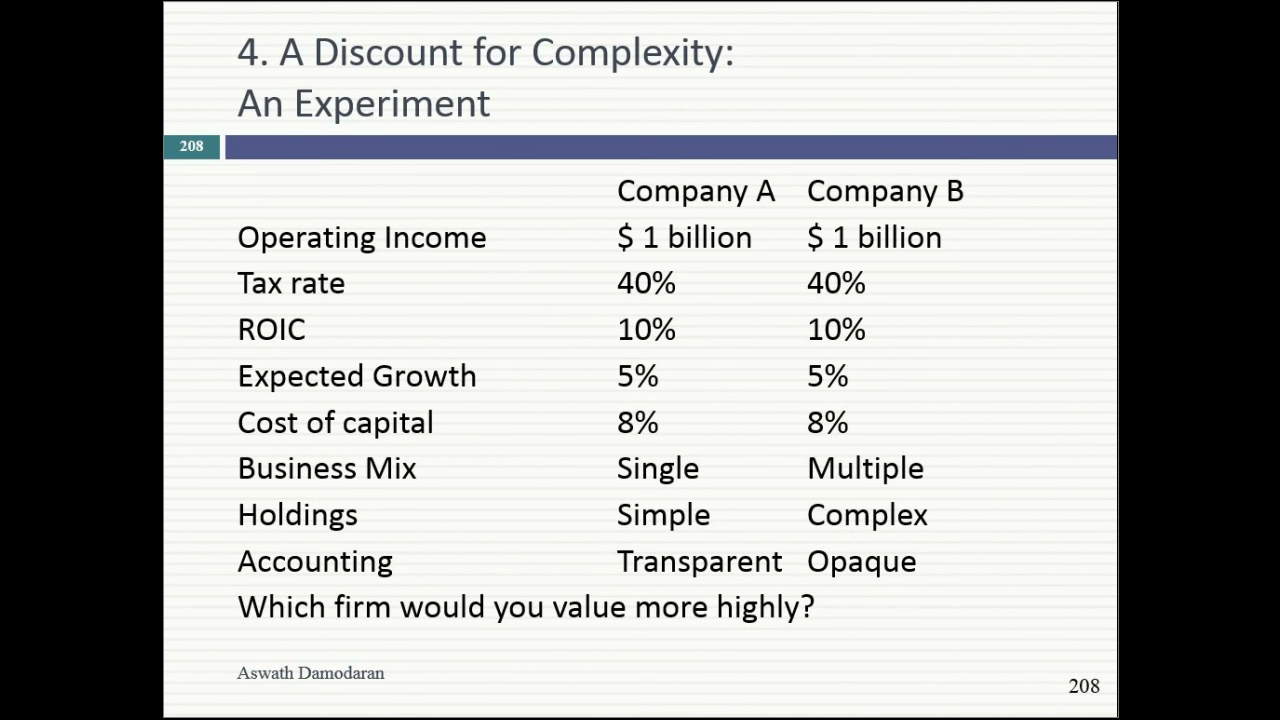 4. A Discount for Complexity:
An Experiment
208
Company A Company B
Operating Income $ 1 billion $ 1 billion
Tax rate 40% 40%
ROIC 10% 10%
Expected Growth 5% 5%
Cost of capital 8% 8%
Business Mix Single Multiple
Holdings Simple Complex
Accounting Transparent Opaque
Which firm would you value more highly?
Aswath Damodaran
208